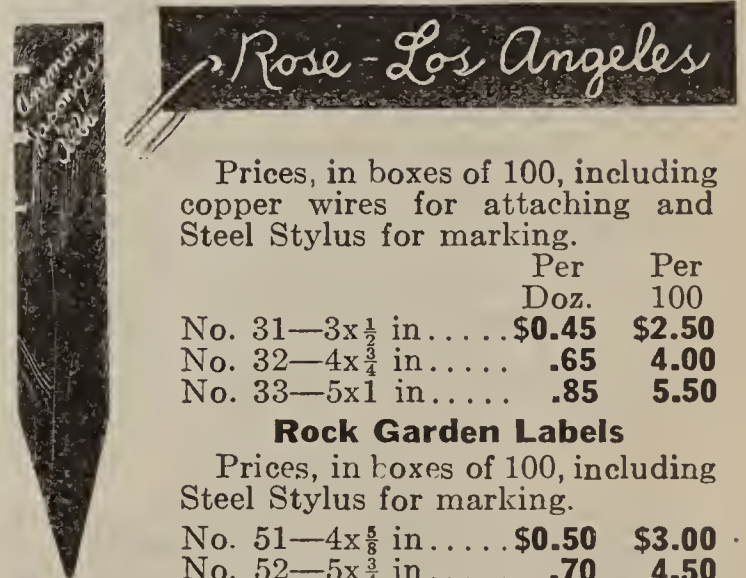 Rose - Los Angeles
Anemone
Japonica
Prices, in boxes of 100, including
copper wires for attaching and
Steel Stylus for marking.
Per Per
Doz. 100
No. 31—3x½ in.....$0.45 $2.50
No. 32—4x¾ in..... .65 4.00
No. 33—5x1 in..... .85 5.50
Rock Garden Labels
Prices, in boxes of 100, including
Steel Stylus for marking.
No. 51—4x⅝ in.....$0.50 $3.00
No. 52—5x¾ in..... .70 4.50